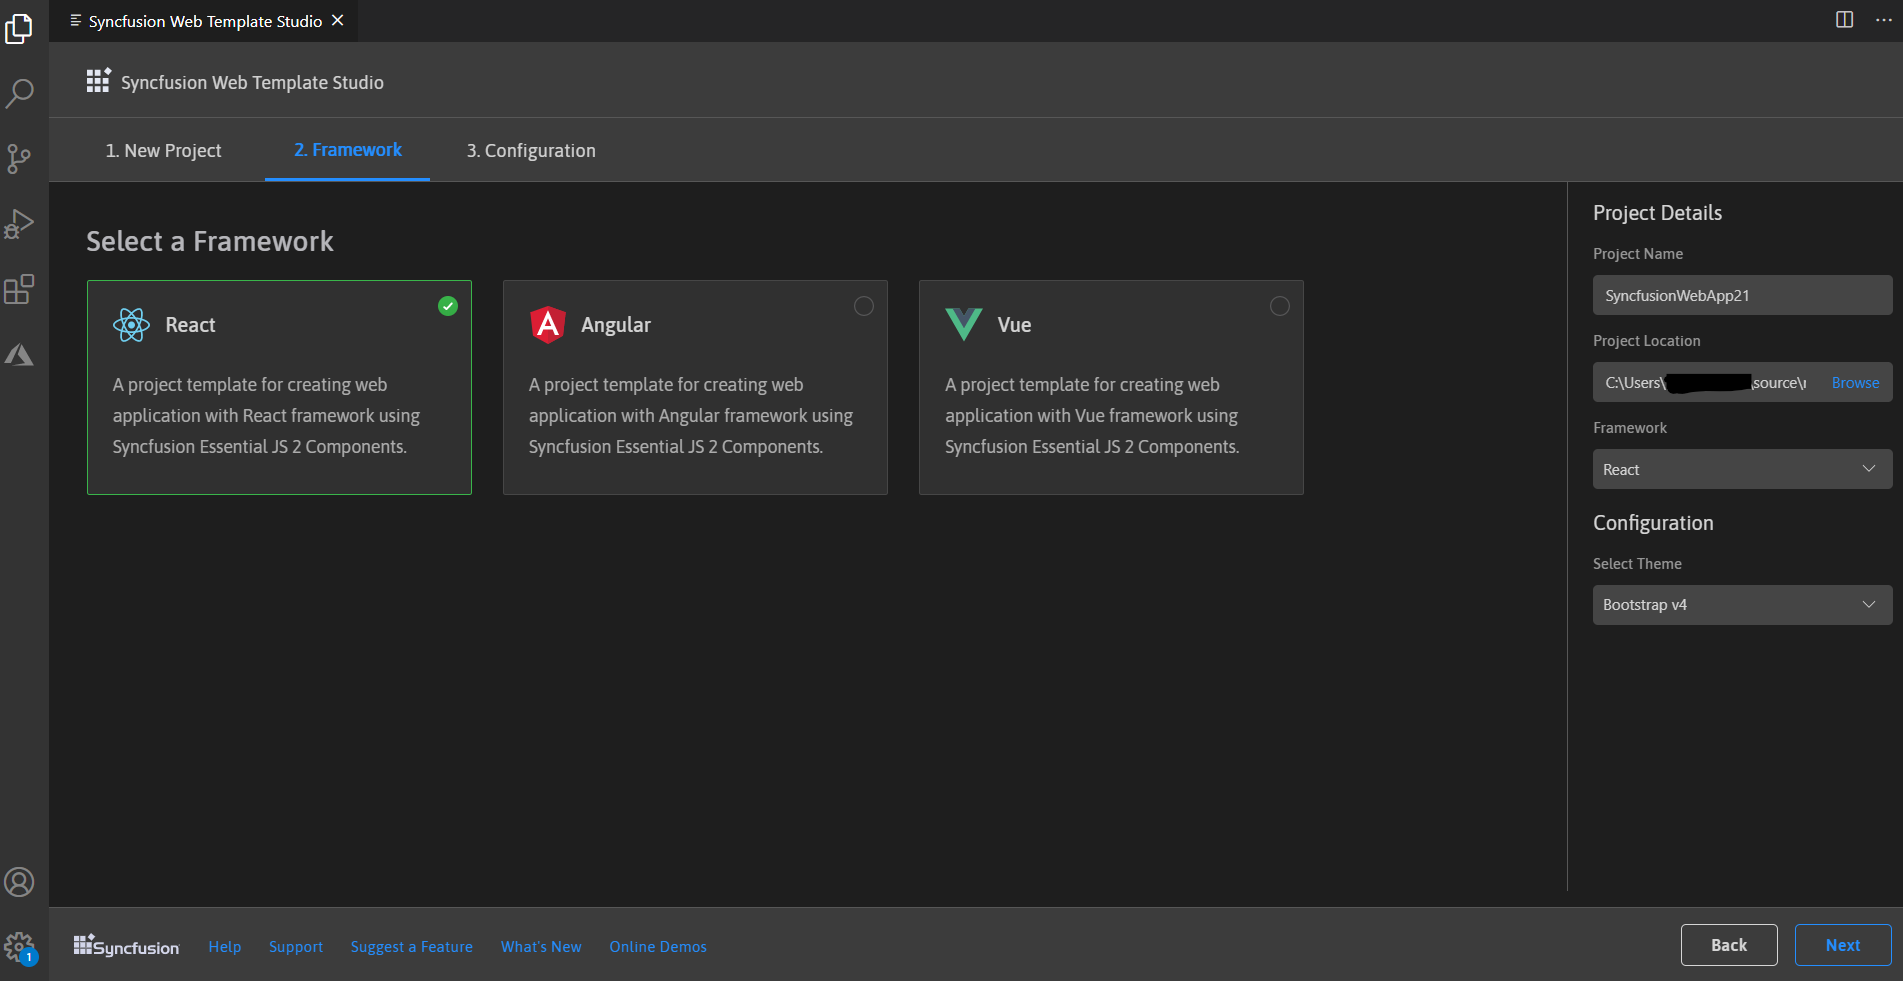 Syncfusion Web Template Studio
Syncfusion Web Template Studio
1. New Project
2. Framework
3. Configuration
Select a Framework
React
A project template for creating web
application with React framework using
Syncfusion Essential JS 2 Components.
Angular
A project template for creating web
application with Angular framework using
Syncfusion Essential JS 2 Components.
Vue
A project template for creating web
application with Vue framework using
Syncfusion Essential JS 2 Components.
Project Details
Project Name
SyncfusionWebApp21
Project Location
C:\Users\ \source\
Browse
Framework
React
Configuration
Select Theme
Bootstrap v4
1
Syncfusion
Help
Support
Suggest a Feature
What's New
Online Demos
Back
Next